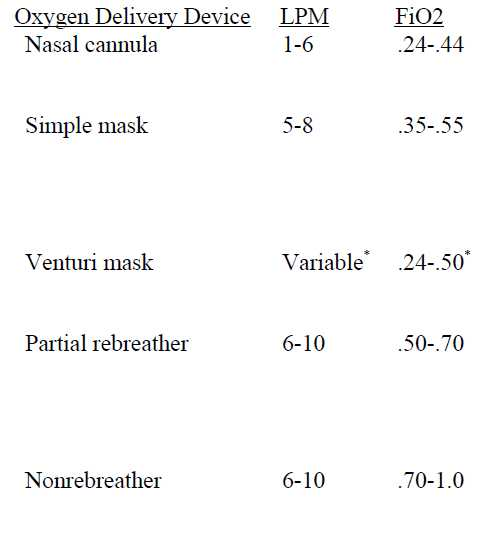 Oxygen Delivery Device LPM FiO2
Nasal cannula 1-6 .24-.44
Simple mask 5-8 .35-.55
Venturi mask Variable* .24-.50*
Partial rebreather 6-10 .50-.70
Nonrebreather 6-10 .70-1.0